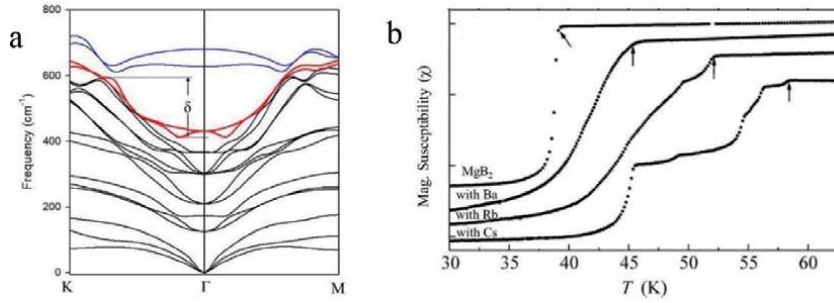 a
800
600
400
200
0
Frequency (cm⁻¹)
δ
K
Γ
M
b
Mag. Susceptibility (χ)
MgB₂
with Ba
with Rb
with Cs
30
35
40
45
50
55
60
T (K)